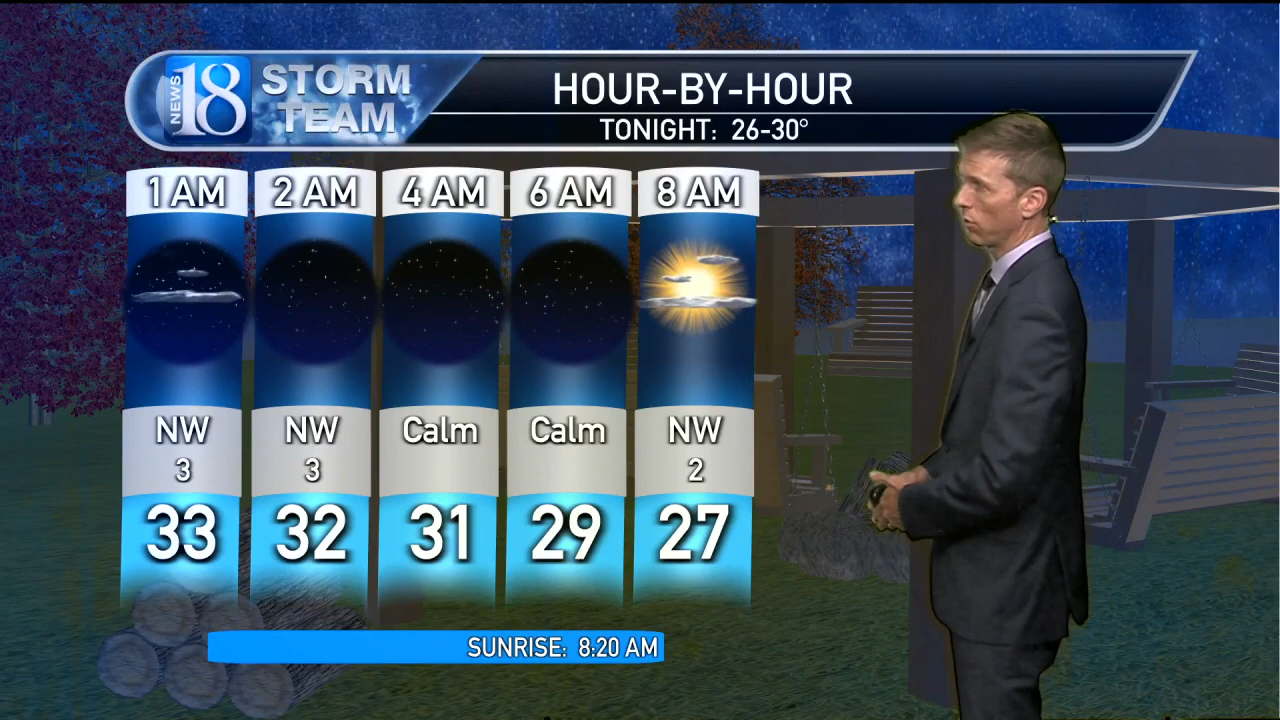 NEWS 18
STORM
TEAM
HOUR-BY-HOUR
TONIGHT: 26-30°
1 AM 2 AM 4 AM 6 AM 8 AM
NW NW Calm Calm NW
3 3 2
33 32 31 29 27
SUNRISE: 8:20 AM